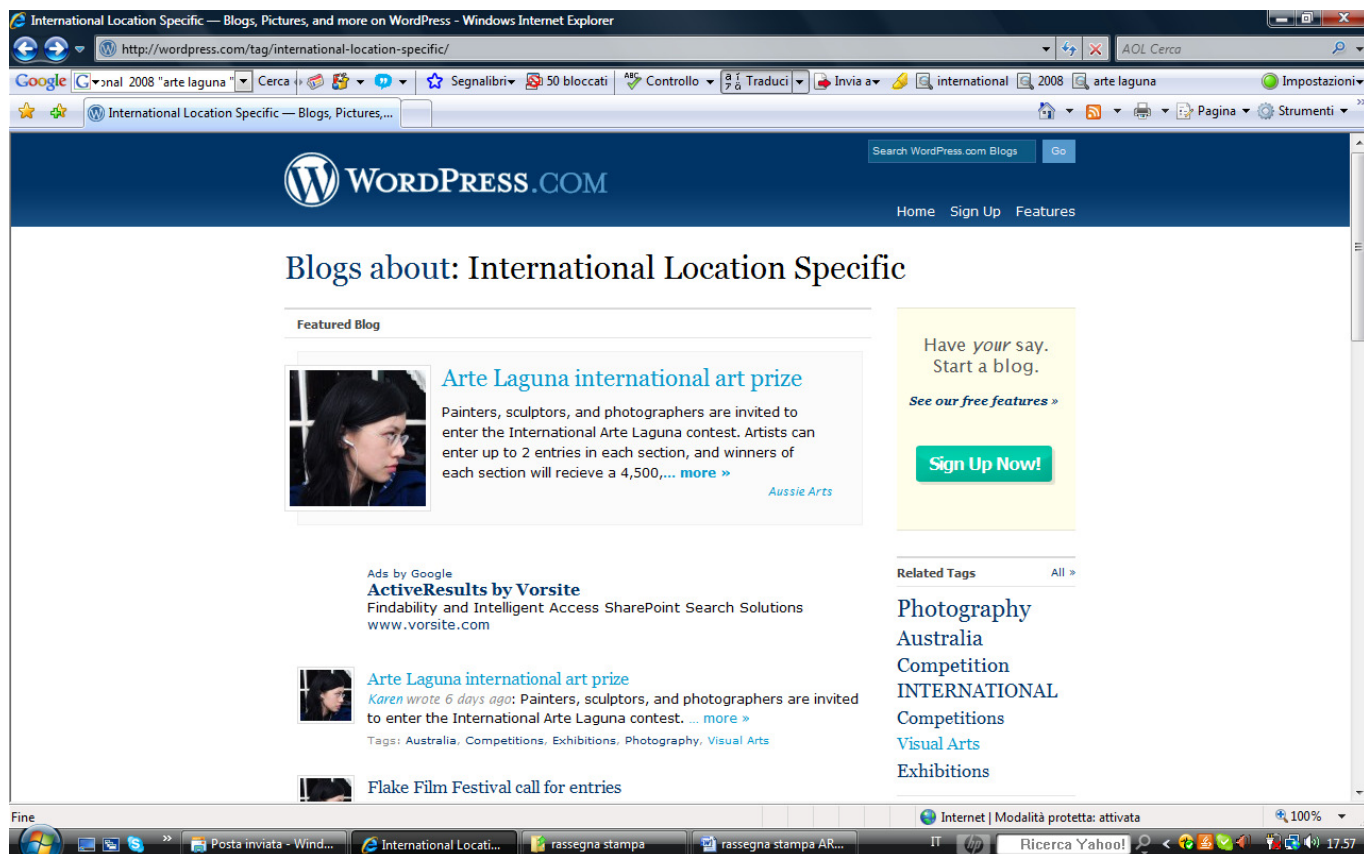 International Location Specific — Blogs, Pictures, and more on WordPress - Windows Internet Explorer
http://wordpress.com/tag/international-location-specific/
AOL Cerca
Google
2008 "arte laguna " Cerca Segnalibri 50 bloccati Controllo Traduci Invia a international 2008 arte laguna Impostazioni
International Location Specific — Blogs, Pictures,...
Pagina Strumenti
Search WordPress.com Blogs Go
WORDPRESS.COM
Home Sign Up Features
Blogs about: International Location Specific
Featured Blog
Arte Laguna international art prize
Painters, sculptors, and photographers are invited to
enter the International Arte Laguna contest. Artists can
enter up to 2 entries in each section, and winners of
each section will recieve a 4,500,... more »
Aussie Arts
Have your say.
Start a blog.
See our free features »
Sign Up Now!
Ads by Google
ActiveResults by Vorsite
Findability and Intelligent Access SharePoint Search Solutions
www.vorsite.com
Arte Laguna international art prize
Karen wrote 6 days ago: Painters, sculptors, and photographers are invited
to enter the International Arte Laguna contest. ... more »
Tags: Australia, Competitions, Exhibitions, Photography, Visual Arts
Flake Film Festival call for entries
Related Tags All »
Photography
Australia
Competition
INTERNATIONAL
Competitions
Visual Arts
Exhibitions
Fine
Internet | Modalità protetta: attivata
100%
Posta inviata - Wind... International Locati... rassegna stampa rassegna stampa AR... IT hp Ricerca Yahoo! 17.57